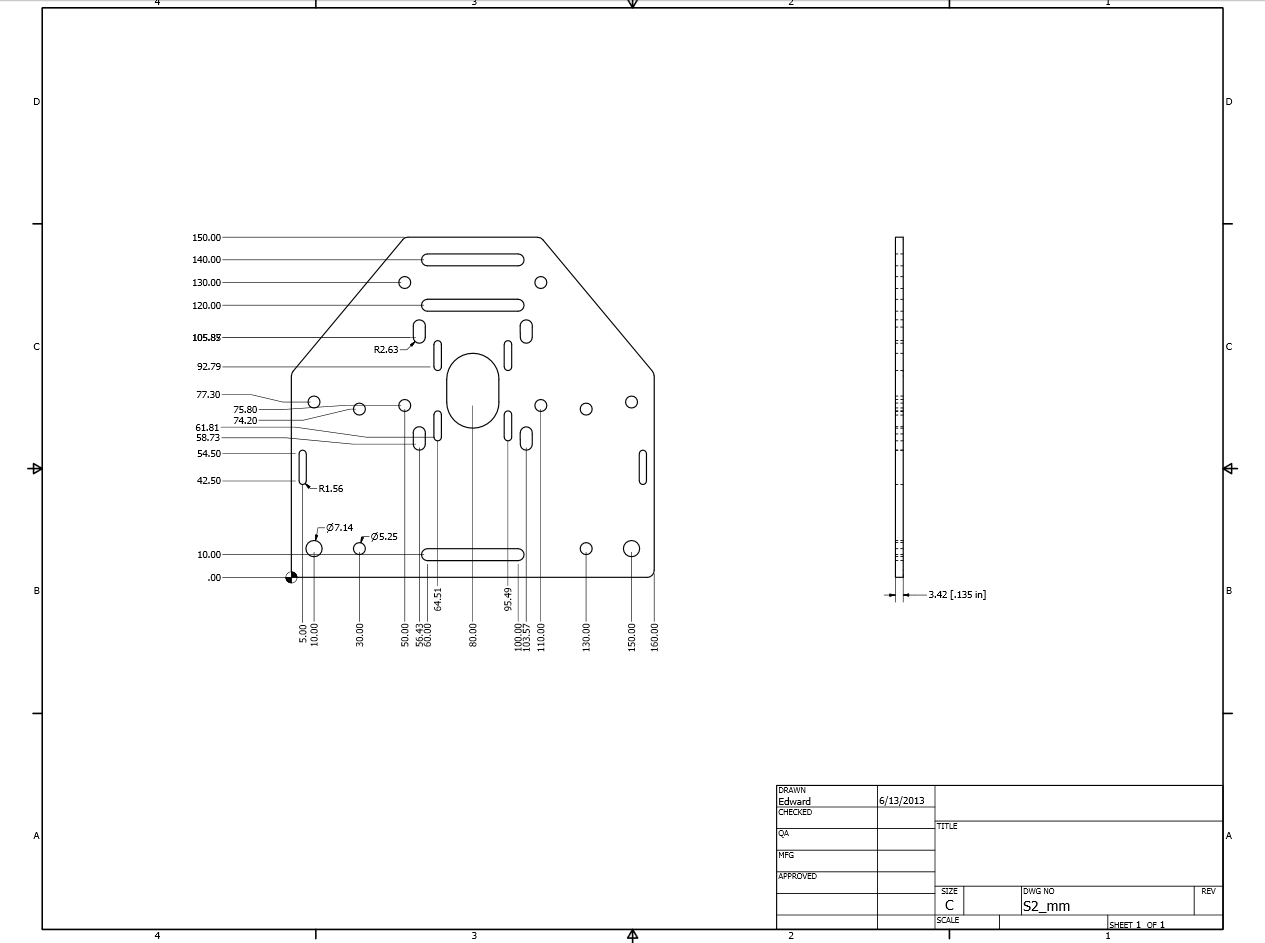 4 3 2 1
D D
150.00
140.00
130.00
120.00
105.87
R2.63
C C
92.79
77.30
75.80
74.20
61.81
58.73
54.50
42.50
R1.56
Ø7.14
Ø5.25
10.00
.00
B B
3.42 [.135 in]
64.51
95.49
5.00
10.00
30.00
50.00
56.43
60.00
80.00
100.00
103.57
110.00
130.00
150.00
160.00
A A
DRAWN
Edward 6/13/2013
CHECKED
TITLE
QA
MFG
APPROVED
SIZE DWG NO REV
C S2_mm
SCALE
SHEET 1 OF 1
4 3 2 1